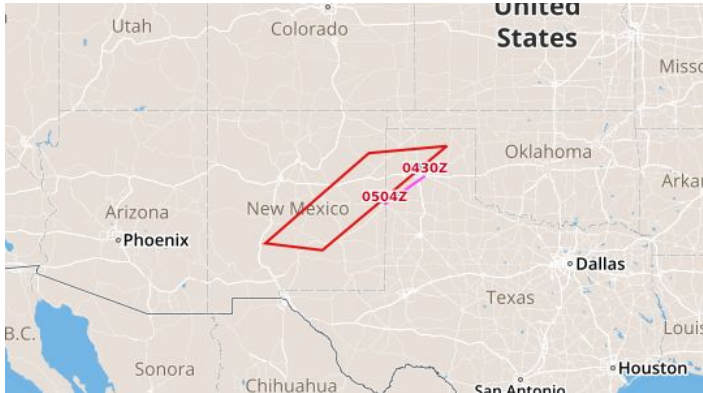 United
States
Utah
Colorado
Misso
0430Z
Oklahoma
0504Z
Arkan
Arizona
New Mexico
Phoenix
Dallas
Texas
Louis
B.C.
Sonora
Houston
Chihuahua
San Antonio